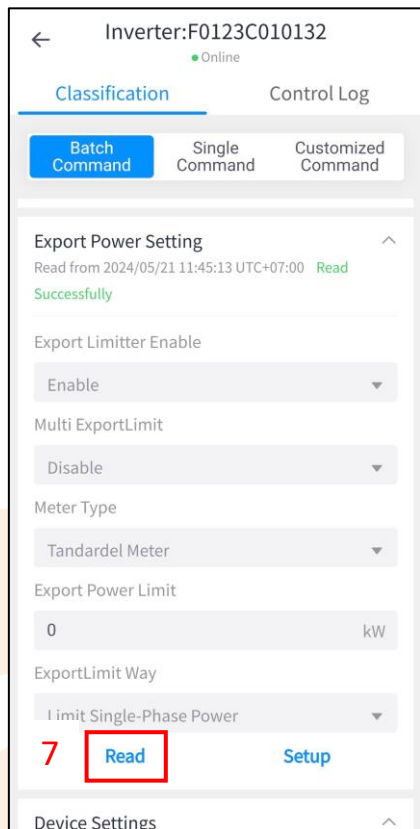 Inverter:F0123C010132
Online
Classification Control Log
Batch Command Single Command Customized Command
Export Power Setting
Read from 2024/05/21 11:45:13 UTC+07:00 Read
Successfully
Export Limitter Enable
Enable
Multi ExportLimit
Disable
Meter Type
Tandardel Meter
Export Power Limit
0 kW
ExportLimit Way
Limit Single-Phase Power
7 Read Setup
Device Settings